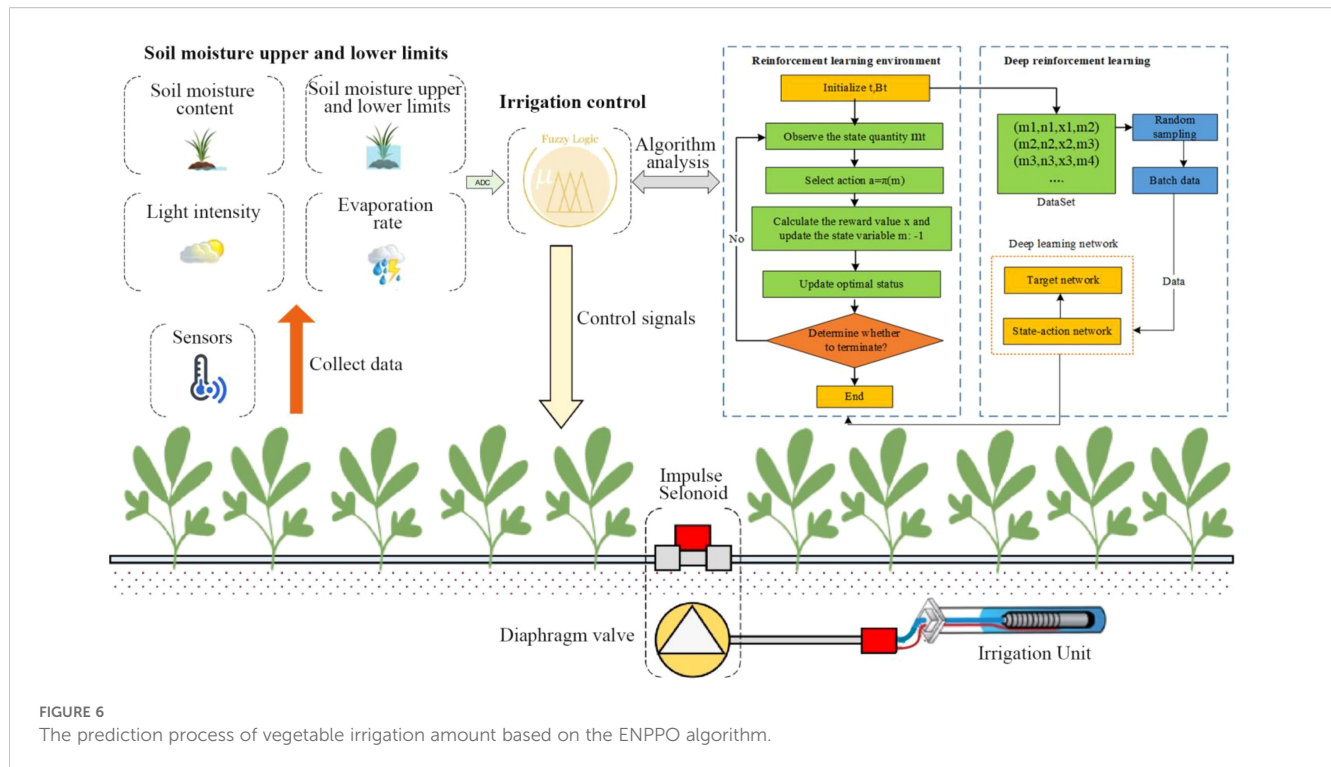 Soil moisture upper and lower limits
Soil moisture
content
Soil moisture upper
and lower limits
Light intensity
Evaporation
rate
Sensors
Collect data
ADC
Irrigation control
Fuzzy Logic
μ
Algorithm
analysis
Control signals
Reinforcement learning environment
Initialize t,Bt
Observe the state quantity mt
Select action a=π(m)
Calculate the reward value x and
update the state variable m: -1
Update optimal status
Determine whether
to terminate?
No
End
Deep reinforcement learning
(m1,n1,x1,m2)
(m2,n2,x2,m3)
(m3,n3,x3,m4)
....
DataSet
Random
sampling
Batch data
Data
Deep learning network
Target network
State-action network
Impulse
Selonoid
Diaphragm valve
Irrigation Unit
FIGURE 6
The prediction process of vegetable irrigation amount based on the ENPPO algorithm.